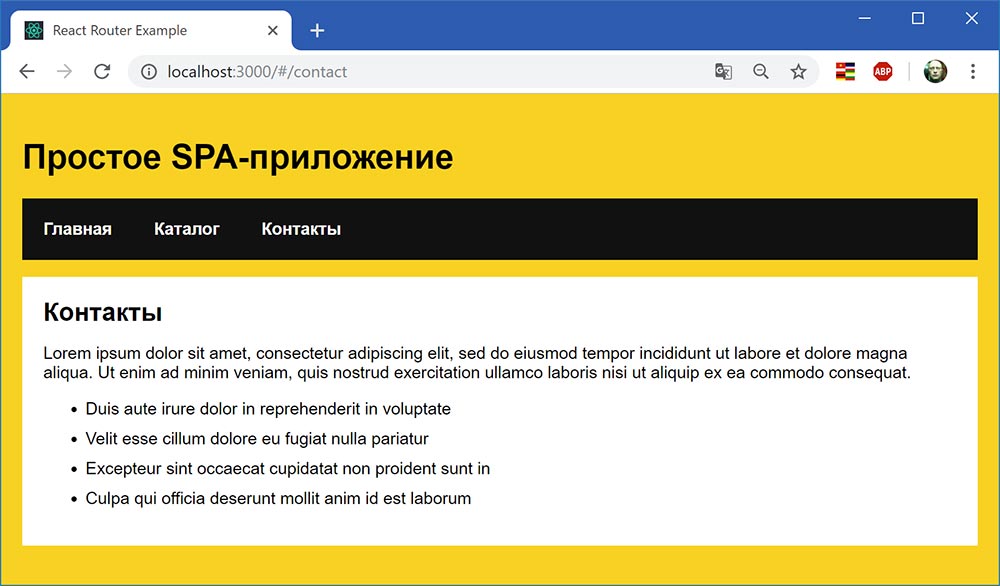 React Router Example
localhost:3000/#/contact
ABP
Простое SPA-приложение
Главная Каталог Контакты
Контакты
Lorem ipsum dolor sit amet, consectetur adipiscing elit, sed do eiusmod tempor incididunt ut labore et dolore magna
aliqua. Ut enim ad minim veniam, quis nostrud exercitation ullamco laboris nisi ut aliquip ex ea commodo consequat.
Duis aute irure dolor in reprehenderit in voluptate
Velit esse cillum dolore eu fugiat nulla pariatur
Excepteur sint occaecat cupidatat non proident sunt in
Culpa qui officia deserunt mollit anim id est laborum